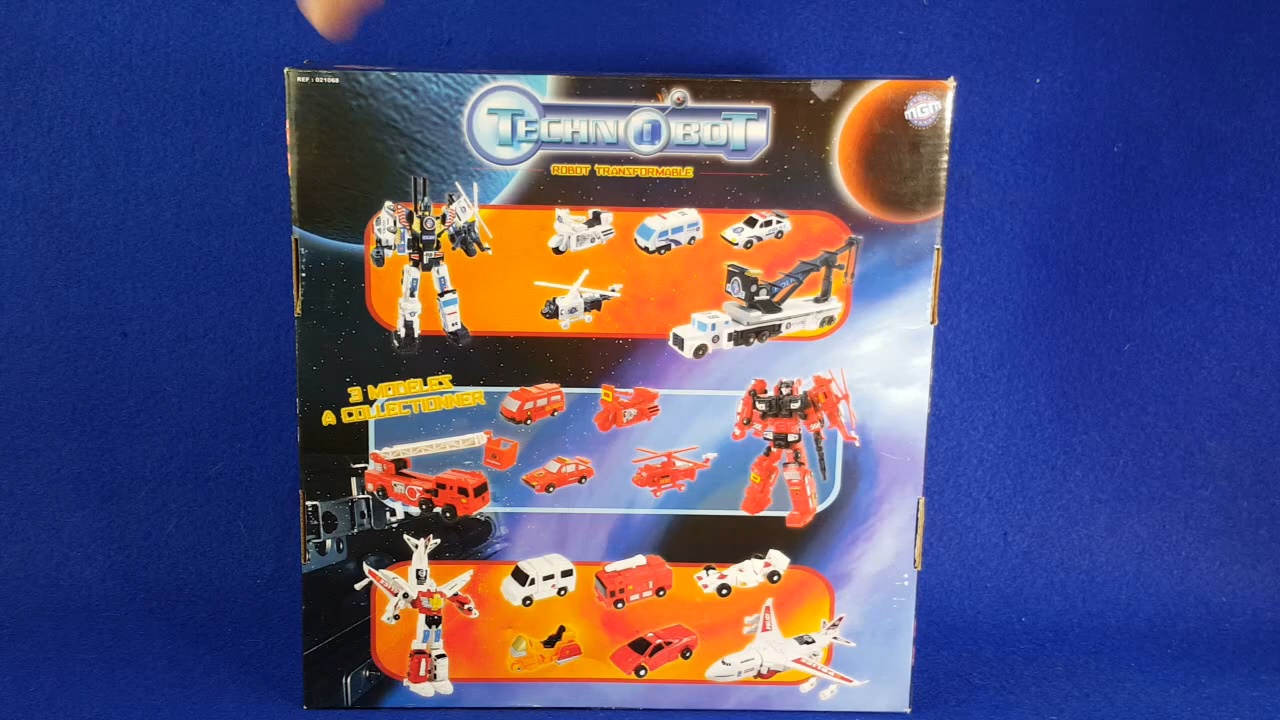 REF : 021068
TECHNOBOT
ROBOT TRANSFORMABLE
MGM
3 MODELES
A COLLECTIONNER